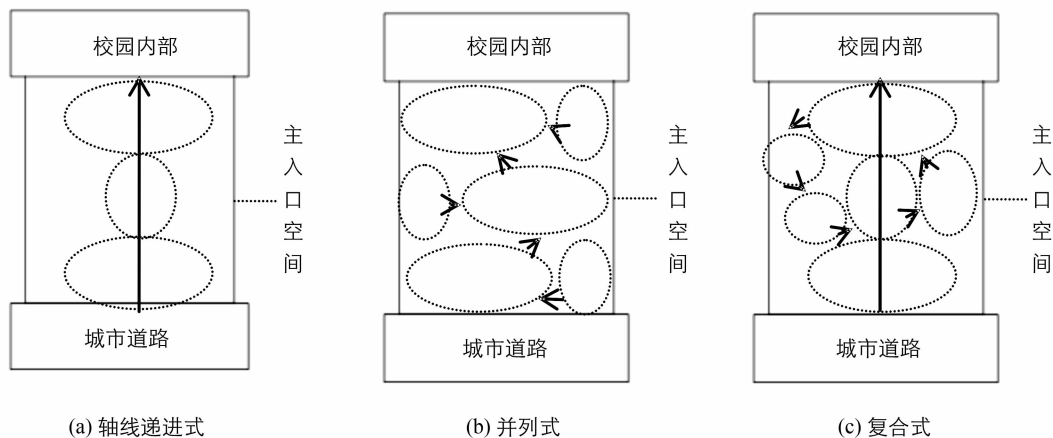 校园内部
主入口空间
城市道路
(a) 轴线递进式
校园内部
主入口空间
城市道路
(b) 并列式
校园内部
主入口空间
城市道路
(c) 复合式